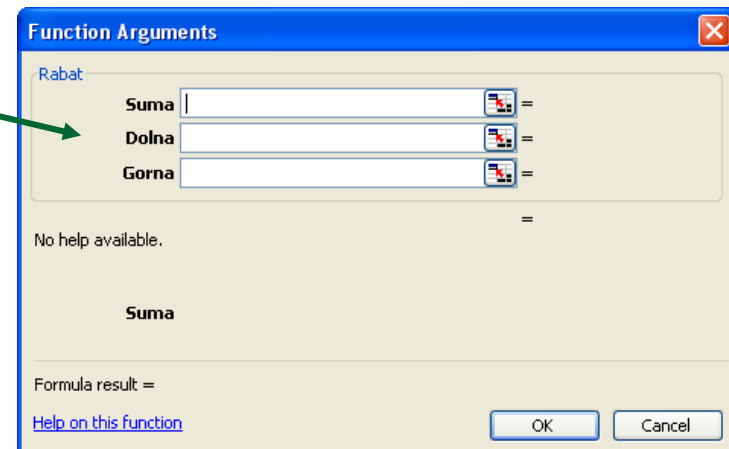 Function Arguments
Rabat
Suma =
Dolna =
Gorna =
=
No help available.
Suma
Formula result =
Help on this function OK Cancel